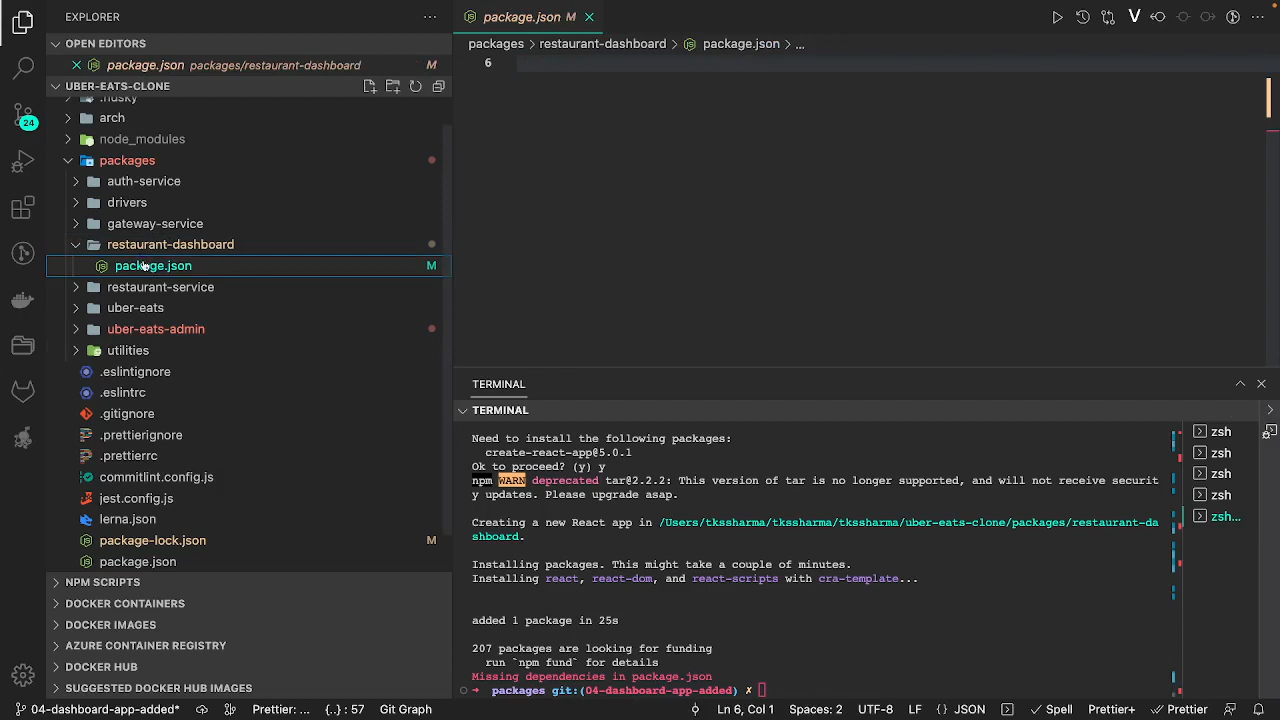 EXPLORER
OPEN EDITORS
package.json packages/restaurant-dashboard M
UBER-EATS-CLONE
.husky
arch
node_modules
packages
auth-service
drivers
gateway-service
restaurant-dashboard
package.json M
restaurant-service
uber-eats
uber-eats-admin
utilities
.eslintignore
.eslintrc
.gitignore
.prettierignore
.prettierrc
commitlint.config.js
jest.config.js
lerna.json
package-lock.json M
package.json
NPM SCRIPTS
DOCKER CONTAINERS
DOCKER IMAGES
AZURE CONTAINER REGISTRY
DOCKER HUB
SUGGESTED DOCKER HUB IMAGES
24
package.json M
packages > restaurant-dashboard > package.json > ...
6
TERMINAL
TERMINAL
Need to install the following packages:
create-react-app@5.0.1
Ok to proceed? (y) y
npm WARN deprecated tar@2.2.2: This version of tar is no longer supported, and will not receive securit
y updates. Please upgrade asap.
Creating a new React app in /Users/tkssharma/tkssharma/tkssharma/uber-eats-clone/packages/restaurant-da
shboard.
Installing packages. This might take a couple of minutes.
Installing react, react-dom, and react-scripts with cra-template...
added 1 package in 25s
207 packages are looking for funding
run `npm fund` for details
Missing dependencies in package.json
➜ packages git:(04-dashboard-app-added) ✗
zsh
zsh
zsh
zsh
zsh...
04-dashboard-app-added* Prettier: ... {..} : 57 Git Graph Ln 6, Col 1 Spaces: 2 UTF-8 LF {} JSON Spell Prettier+ Prettier